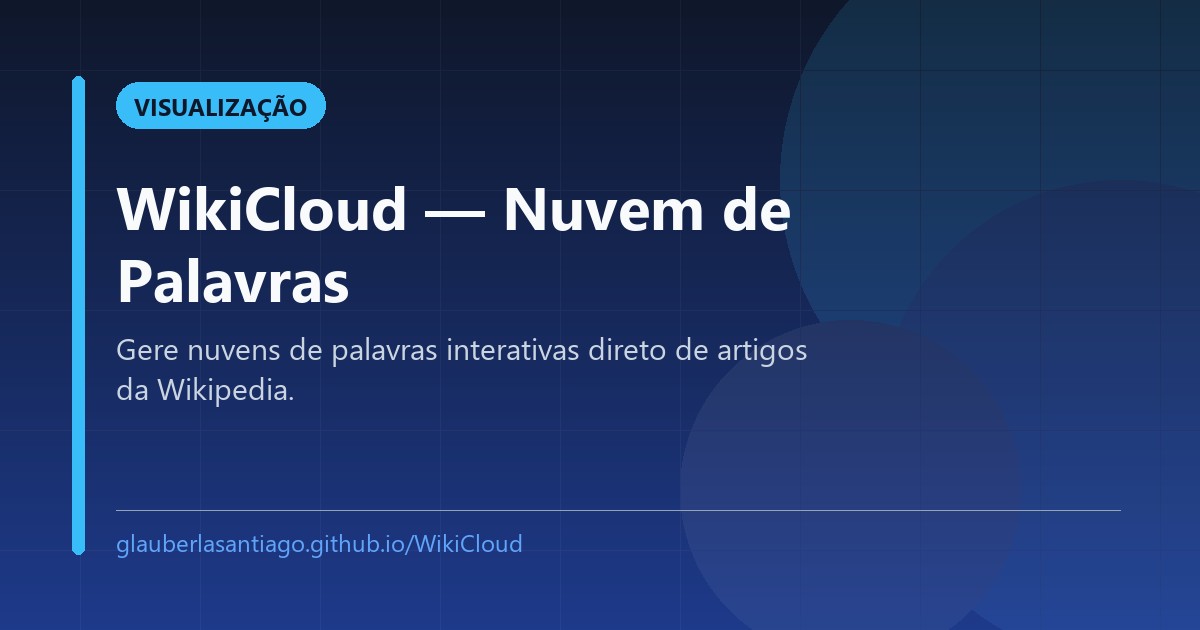 VISUALIZAÇÃO
WikiCloud — Nuvem de
Palavras
Gere nuvens de palavras interativas direto de artigos
da Wikipedia.
glauberlasantiago.github.io/WikiCloud